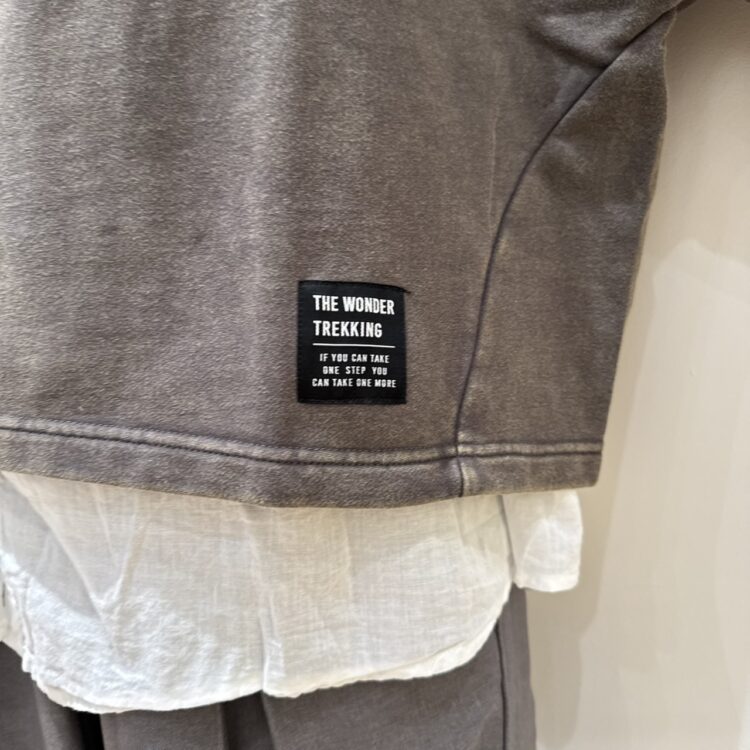 THE WONDER
TREKKING
IF YOU CAN TAKE
ONE STEP YOU
CAN TAKE ONE MORE